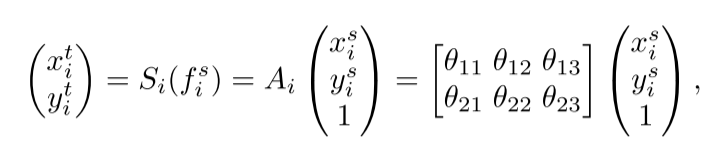 \begin{pmatrix} x_i^t \\ y_i^t \end{pmatrix} = S_i(f_i^s) = A_i \begin{pmatrix} x_i^s \\ y_i^s \\ 1 \end{pmatrix} = \begin{bmatrix} \theta_{11} & \theta_{12} & \theta_{13} \\ \theta_{21} & \theta_{22} & \theta_{23} \end{bmatrix} \begin{pmatrix} x_i^s \\ y_i^s \\ 1 \end{pmatrix},